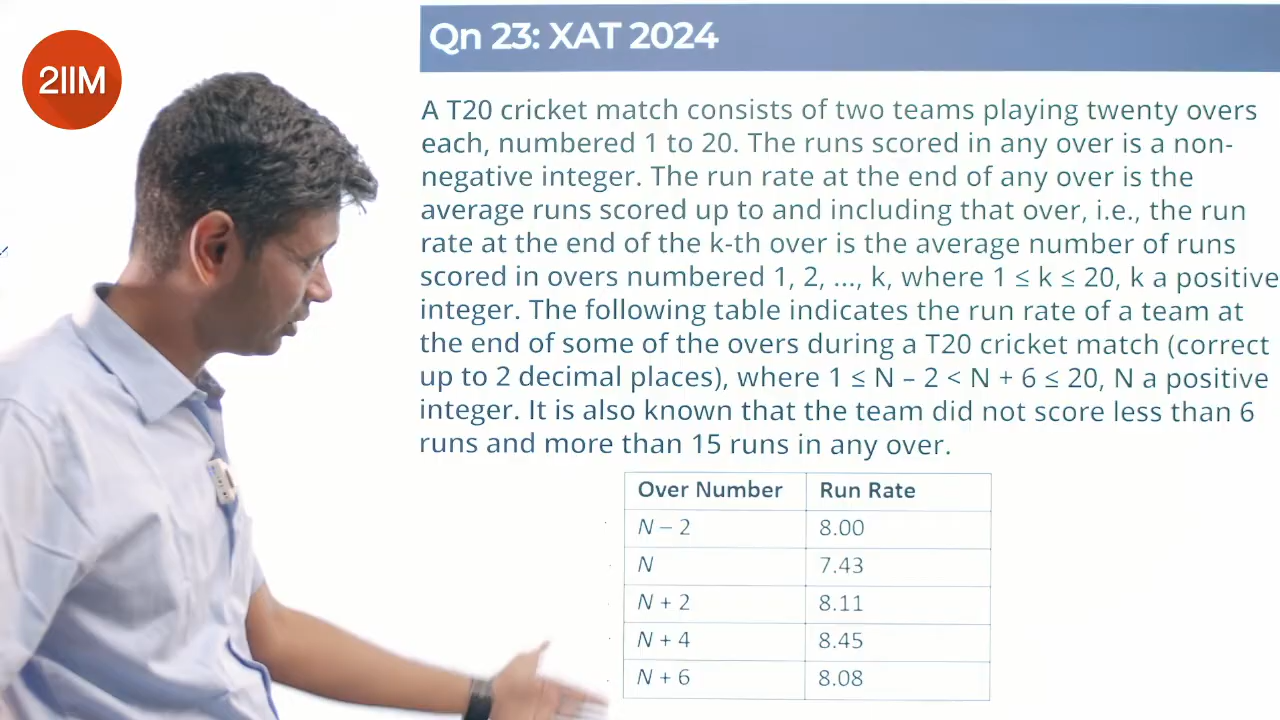 2IIM
Qn 23: XAT 2024
A T20 cricket match consists of two teams playing twenty overs
each, numbered 1 to 20. The runs scored in any over is a non-
negative integer. The run rate at the end of any over is the
average runs scored up to and including that over, i.e., the run
rate at the end of the k-th over is the average number of runs
scored in overs numbered 1, 2, ..., k, where 1 ≤ k ≤ 20, k a positive
integer. The following table indicates the run rate of a team at
the end of some of the overs during a T20 cricket match (correct
up to 2 decimal places), where 1 ≤ N – 2 < N + 6 ≤ 20, N a positive
integer. It is also known that the team did not score less than 6
runs and more than 15 runs in any over.
Over Number Run Rate
N – 2 8.00
N 7.43
N + 2 8.11
N + 4 8.45
N + 6 8.08